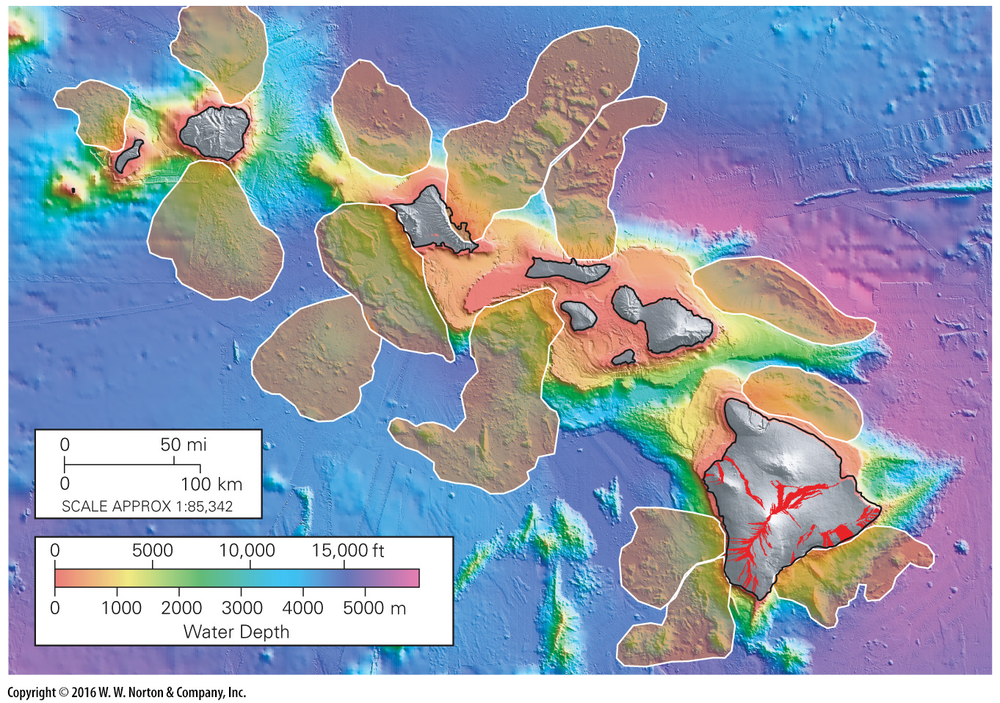 0 50 mi
0 100 km
SCALE APPROX 1:85,342
0 5000 10,000 15,000 ft
0 1000 2000 3000 4000 5000 m
Water Depth
Copyright © 2016 W. W. Norton & Company, Inc.